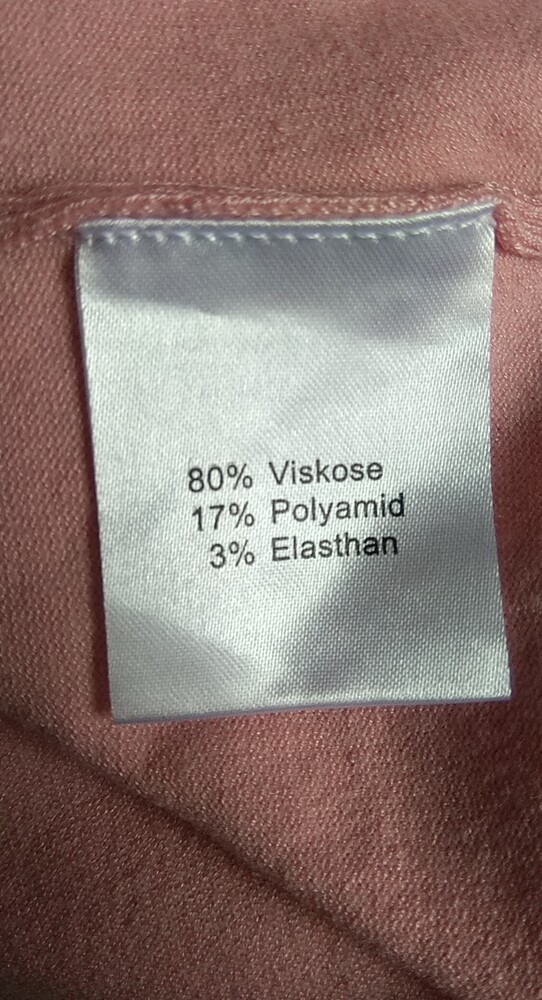 80% Viskose
17% Polyamid
3% Elasthan